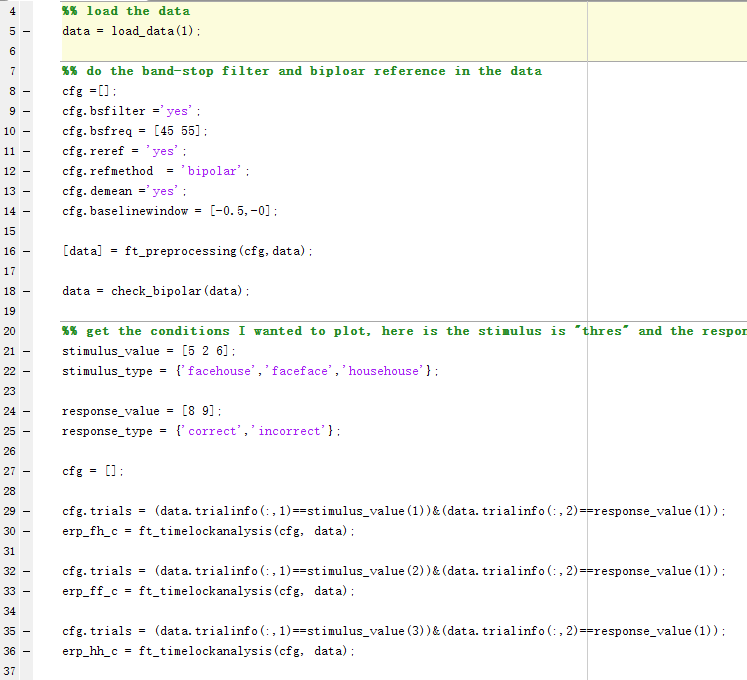 4 %% load the data
5 – data = load_data(1);
6
7 %% do the band-stop filter and biploar reference in the data
8 – cfg =[];
9 – cfg.bsfilter ='yes';
10 – cfg.bsfreq = [45 55];
11 – cfg.reref = 'yes';
12 – cfg.refmethod  = 'bipolar';
13 – cfg.demean ='yes';
14 – cfg.baselinewindow = [-0.5,-0];
15
16 – [data] = ft_preprocessing(cfg,data);
17
18 – data = check_bipolar(data);
19
20 %% get the conditions I wanted to plot, here is the stimulus is "thres" and the respor
21 – stimulus_value = [5 2 6];
22 – stimulus_type = {'facehouse','faceface','househouse'};
23
24 – response_value = [8 9];
25 – response_type = {'correct','incorrect'};
26
27 – cfg = [];
28
29 – cfg.trials = (data.trialinfo(:,1)==stimulus_value(1))&(data.trialinfo(:,2)==response_value(1));
30 – erp_fh_c = ft_timelockanalysis(cfg, data);
31
32 – cfg.trials = (data.trialinfo(:,1)==stimulus_value(2))&(data.trialinfo(:,2)==response_value(1));
33 – erp_ff_c = ft_timelockanalysis(cfg, data);
34
35 – cfg.trials = (data.trialinfo(:,1)==stimulus_value(3))&(data.trialinfo(:,2)==response_value(1));
36 – erp_hh_c = ft_timelockanalysis(cfg, data);
37